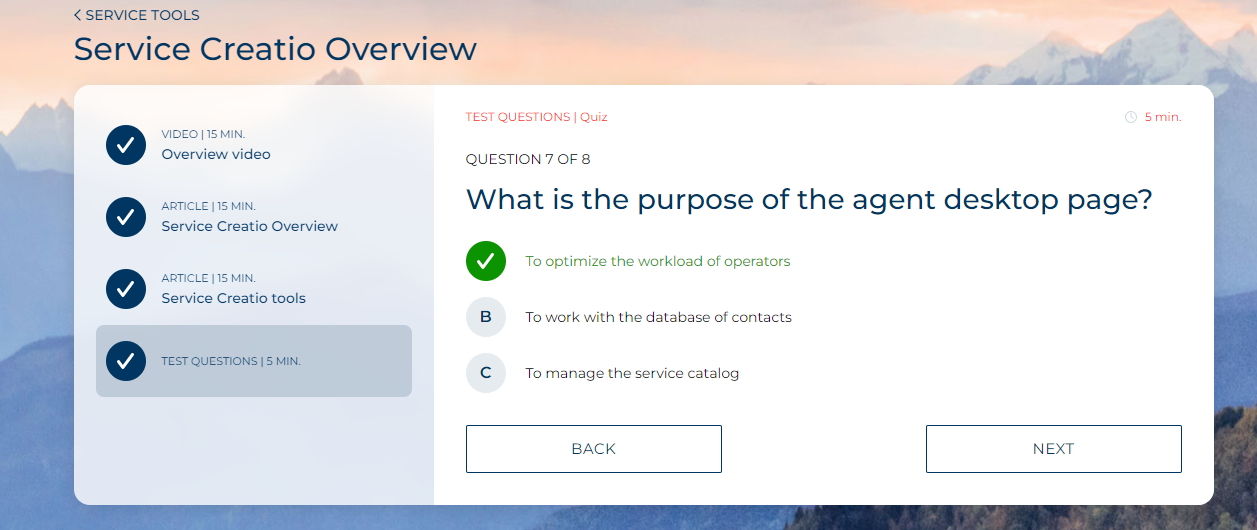 SERVICE TOOLS
Service Creatio Overview
VIDEO | 15 MIN.
Overview video
ARTICLE | 15 MIN.
Service Creatio Overview
ARTICLE | 15 MIN.
Service Creatio tools
TEST QUESTIONS | 5 MIN.
TEST QUESTIONS | Quiz
5 min.
QUESTION 7 OF 8
What is the purpose of the agent desktop page?
To optimize the workload of operators
B To work with the database of contacts
C To manage the service catalog
BACK NEXT